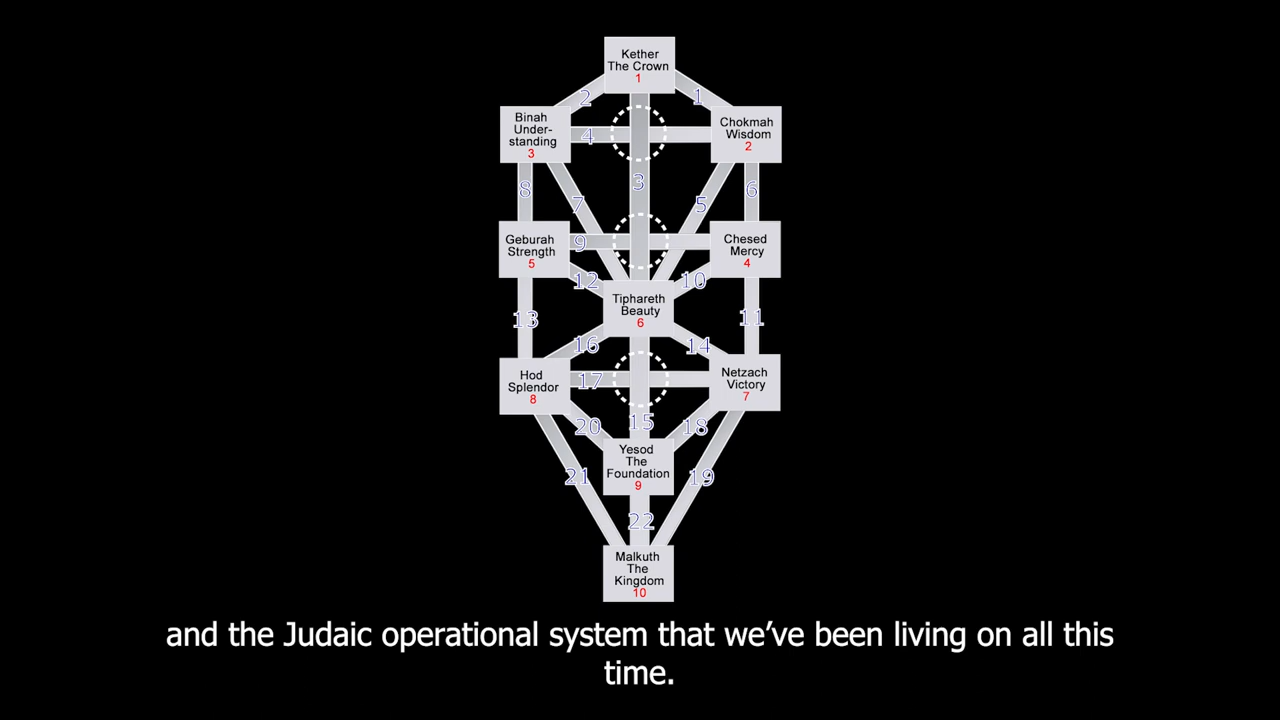 Kether
The Crown
1
2
1
Binah
Under-
standing
3
Chokmah
Wisdom
2
4
3
8
6
7
5
Geburah
Strength
5
Chesed
Mercy
4
9
12
10
Tiphareth
Beauty
6
13
11
16
14
Hod
Splendor
8
Netzach
Victory
7
17
15
20
18
Yesod
The
Foundation
9
21
19
22
Malkuth
The
Kingdom
10
and the Judaic operational system that we’ve been living on all this
time.